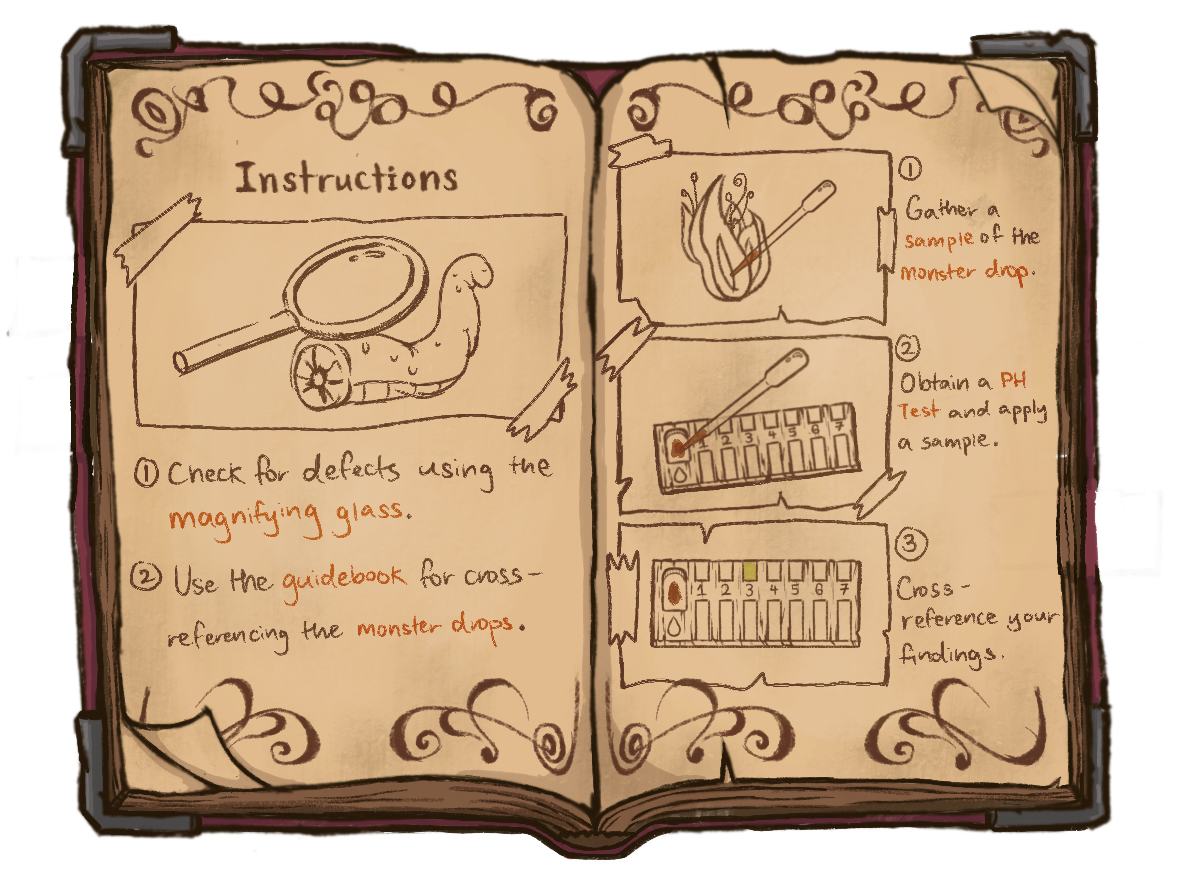 Instructions
① Check for defects using the
magnifying glass.
② Use the guidebook for cross-
referencing the monster drops.
①
Gather a
sample of the
monster drop.
②
Obtain a PH
Test and apply
a sample.
1 2 3 4 5 6 7
③
Cross-
reference your
findings.
1 2 3 4 5 6 7